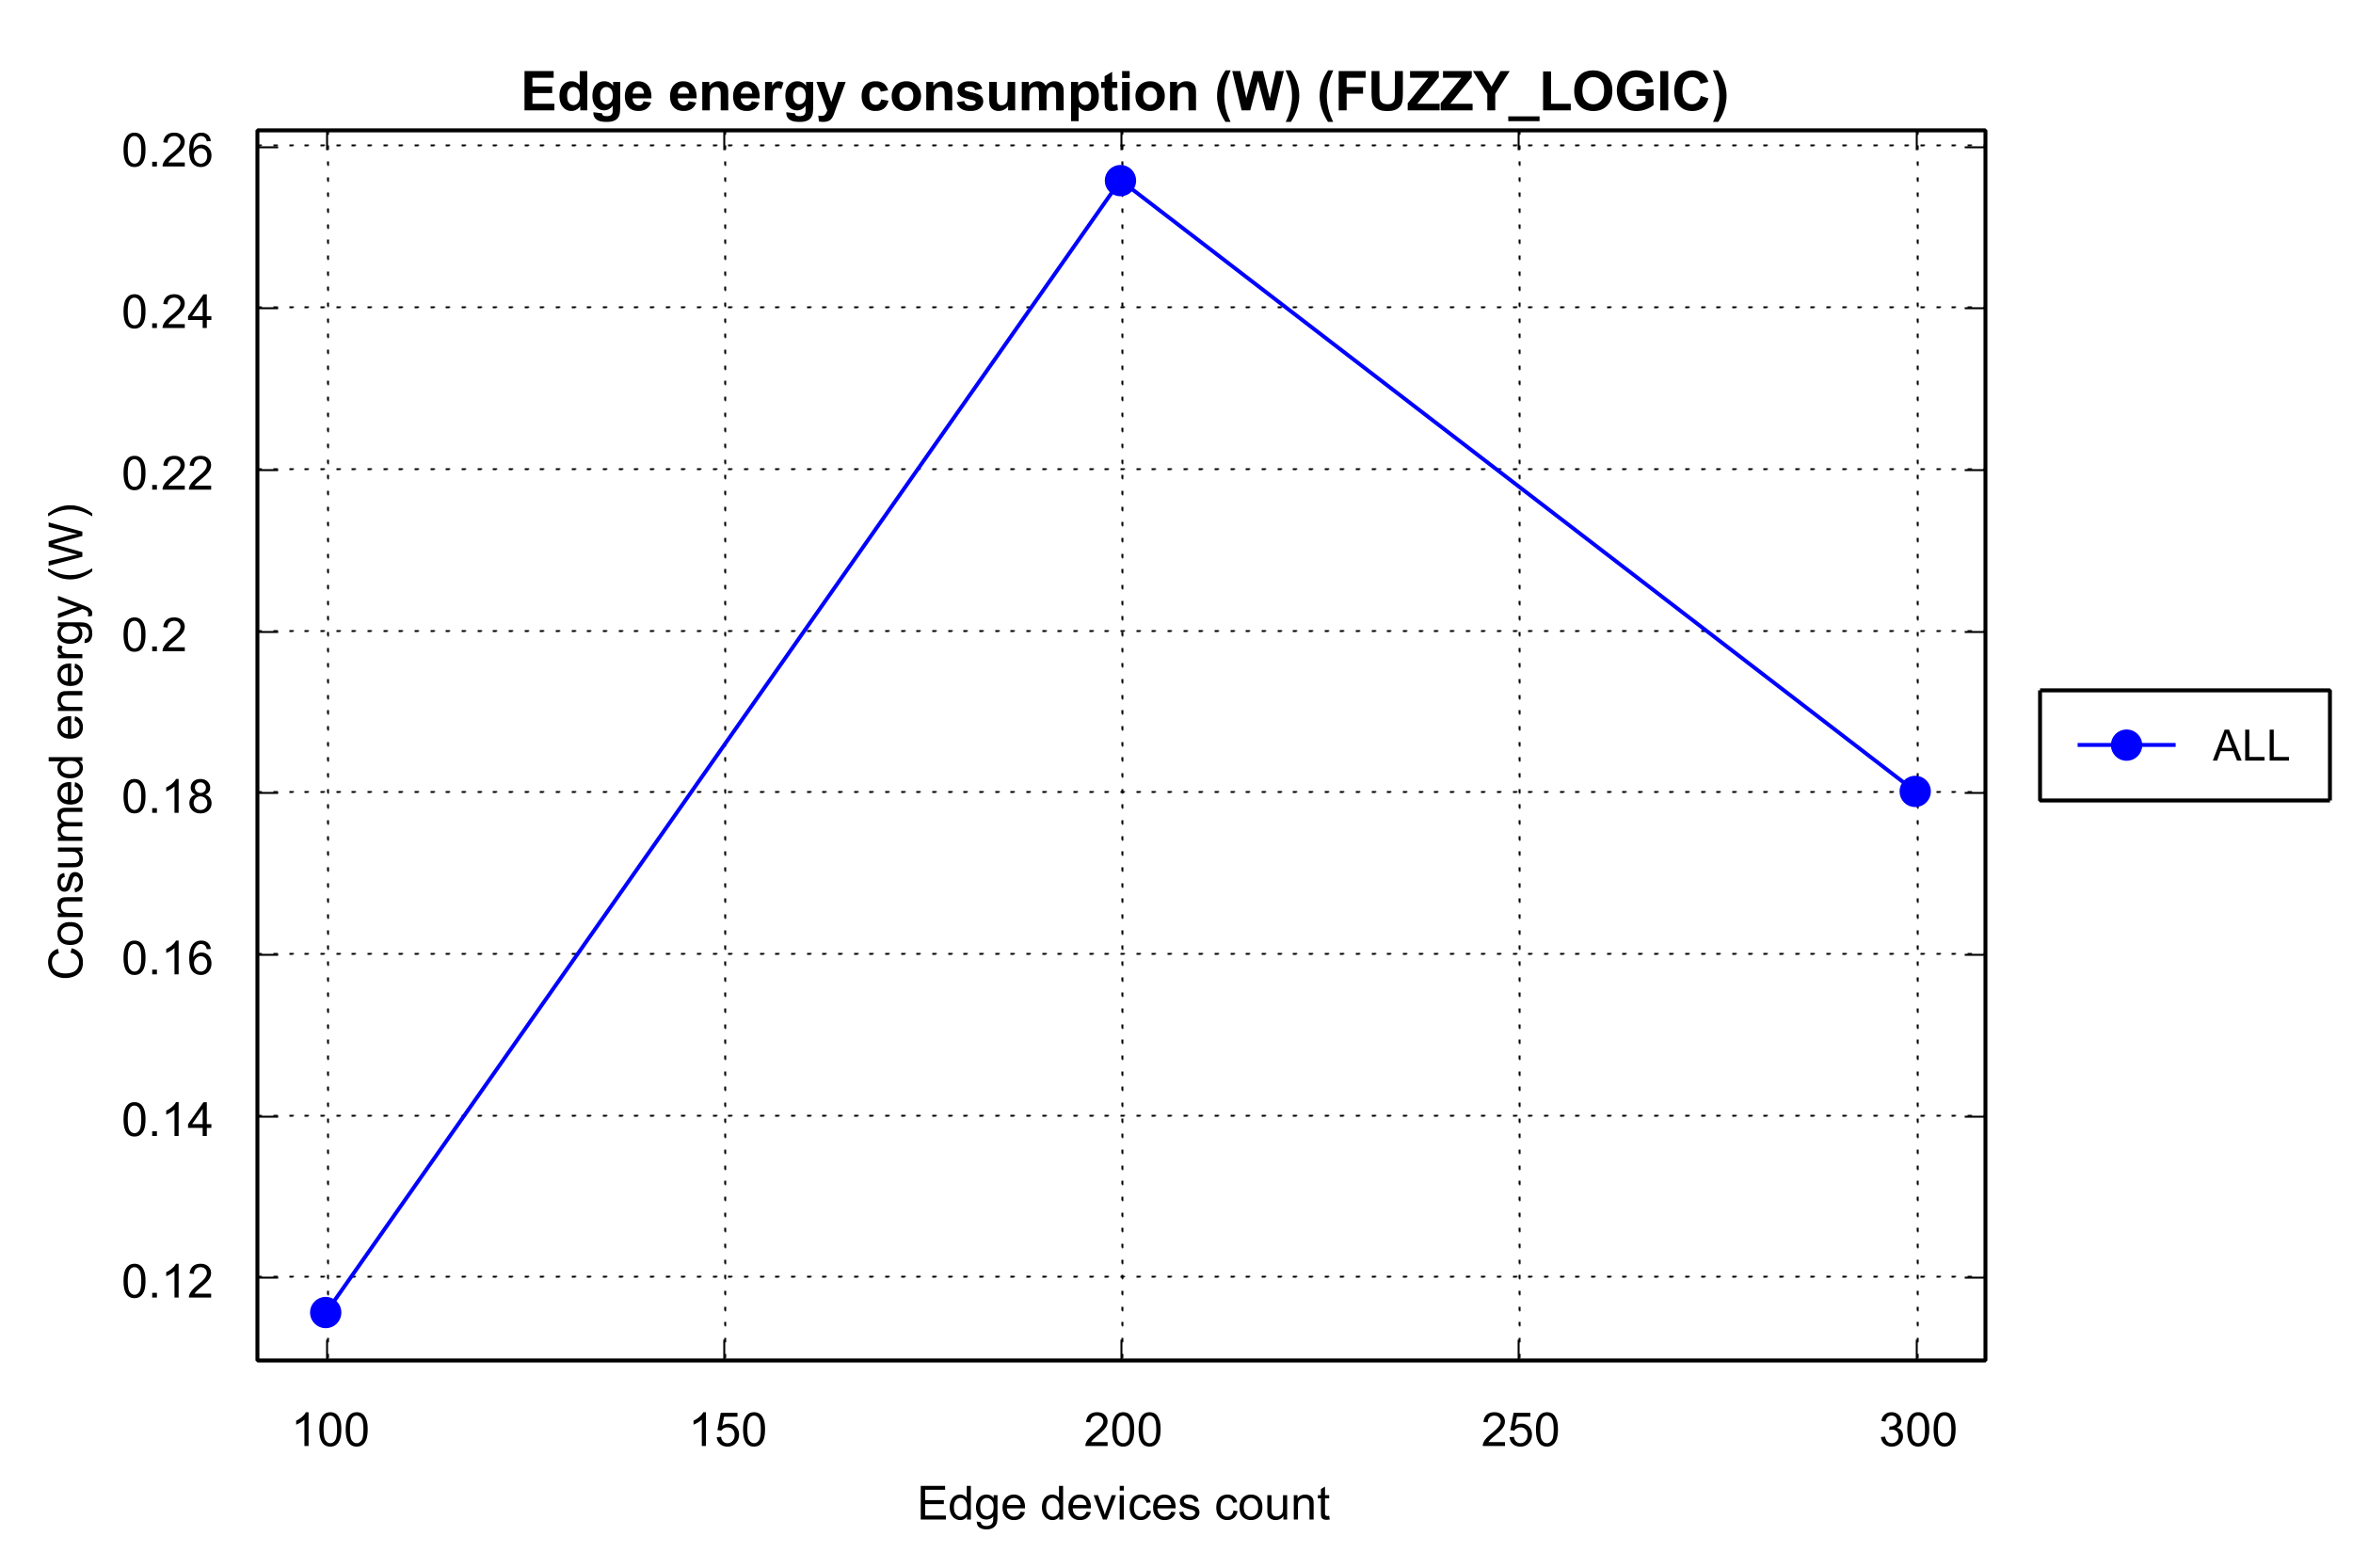 Edge energy consumption (W) (FUZZY_LOGIC)
Consumed energy (W)
0.26
0.24
0.22
0.2
0.18
0.16
0.14
0.12
100 150 200 250 300
Edge devices count
ALL